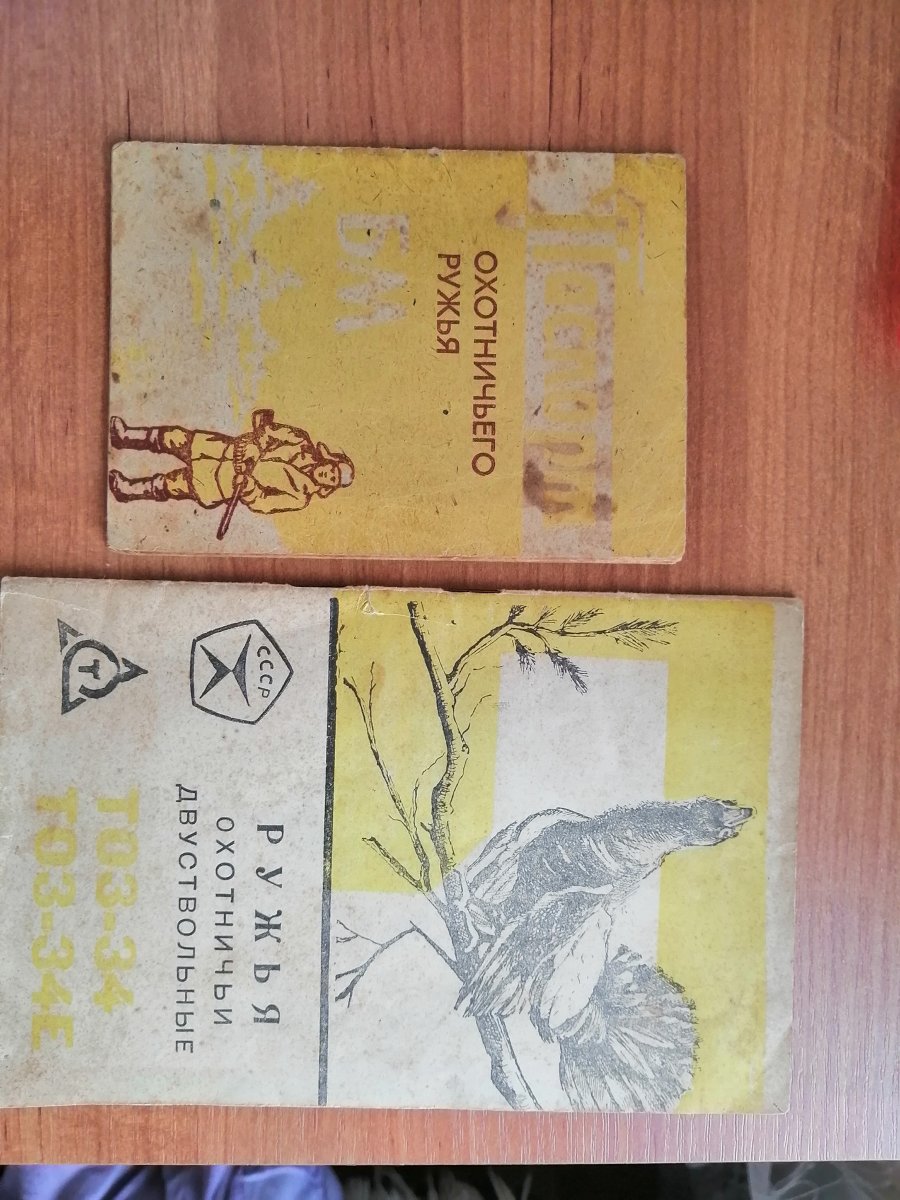 Паспорт
ОХОТНИЧЬЕГО
РУЖЬЯ
БМ
СССР
Т
РУЖЬЯ
ОХОТНИЧЬИ
ДВУСТВОЛЬНЫЕ
ТОЗ-34
ТОЗ-34Е